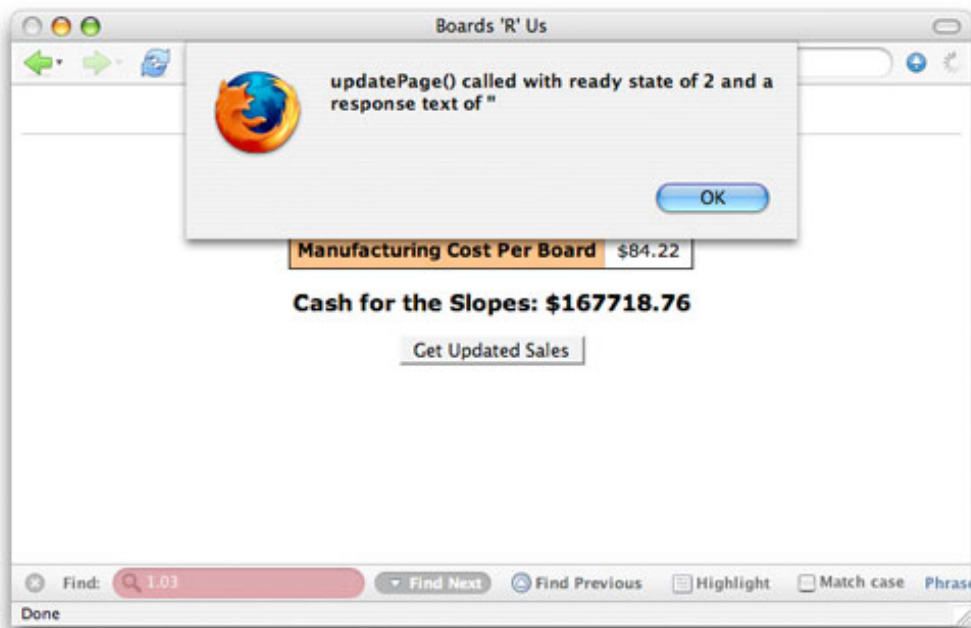 Boards 'R' Us
updatePage() called with ready state of 2 and a
response text of "
OK
Manufacturing Cost Per Board $84.22
Cash for the Slopes: $167718.76
Get Updated Sales
Find: 1.03 Find Next Find Previous Highlight Match case Phrase
Done